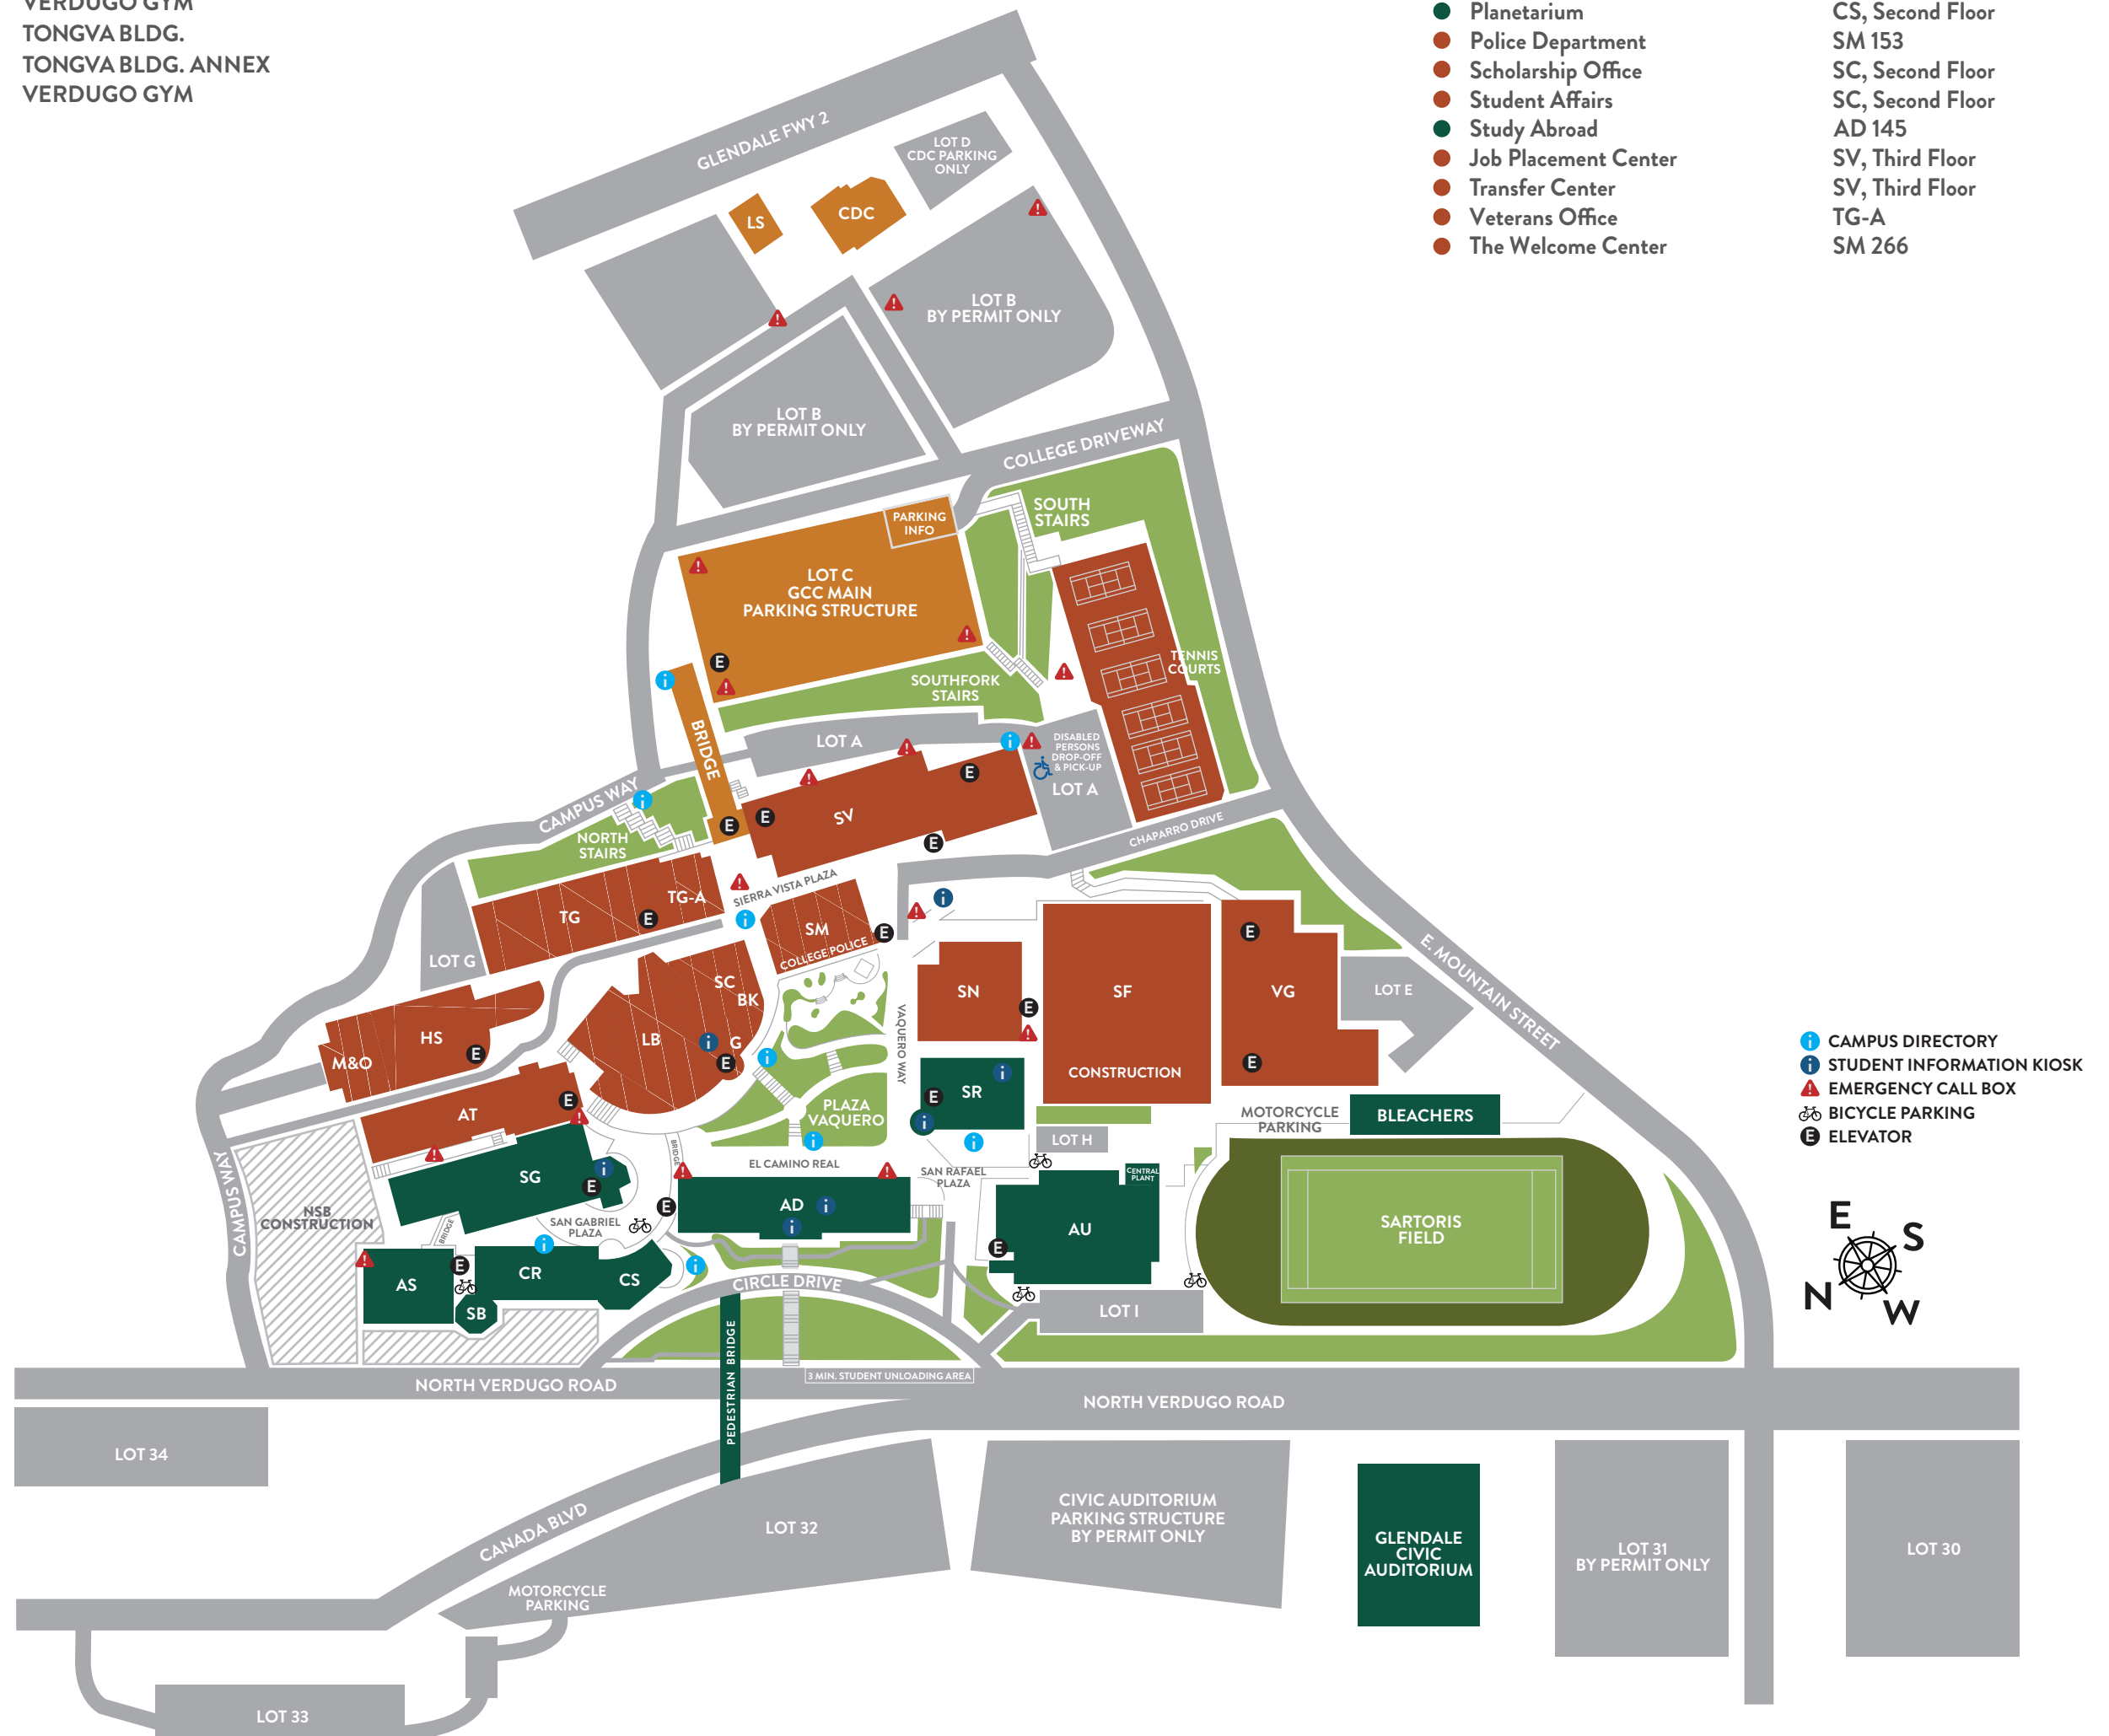 VERDUGO GYM
TONGVA BLDG.
TONGVA BLDG. ANNEX
VERDUGO GYM
Planetarium CS, Second Floor
Police Department SM 153
Scholarship Office SC, Second Floor
Student Affairs SC, Second Floor
Study Abroad AD 145
Job Placement Center SV, Third Floor
Transfer Center SV, Third Floor
Veterans Office TG-A
The Welcome Center SM 266
GLENDALE FWY 2
LOT D
CDC PARKING
ONLY
LS
CDC
LOT B
BY PERMIT ONLY
LOT B
BY PERMIT ONLY
COLLEGE DRIVEWAY
PARKING
INFO
SOUTH
STAIRS
LOT C
GCC MAIN
PARKING STRUCTURE
E
TENNIS
COURTS
SOUTHFORK
STAIRS
BRIDGE
LOT A
DISABLED
PERSONS
DROP-OFF
& PICK-UP
LOT A
E
E
E
E
SV
CAMPUS WAY
NORTH
STAIRS
CHAPARRO DRIVE
SIERRA VISTA PLAZA
TG-A
TG
E
SM
COLLEGE POLICE
E
LOT G
SC
BK
LB
G
E
HS
E
M&O
VAQUERO WAY
SN
E
SF
CONSTRUCTION
VG
E
E
LOT E
E. MOUNTAIN STREET
AT
E
PLAZA
VAQUERO
SR
E
LOT H
MOTORCYCLE
PARKING
BLEACHERS
CAMPUS DIRECTORY
STUDENT INFORMATION KIOSK
EMERGENCY CALL BOX
BICYCLE PARKING
E ELEVATOR
BRIDGE
EL CAMINO REAL
SAN RAFAEL
PLAZA
CENTRAL
PLANT
SG
E
AD
E
AU
E
SARTORIS
FIELD
NSB
CONSTRUCTION
CAMPUS WAY
BRIDGE
SAN GABRIEL
PLAZA
AS
E
CR
CS
SB
CIRCLE DRIVE
LOT I
E
S
N
W
PEDESTRIAN BRIDGE
3 MIN. STUDENT UNLOADING AREA
NORTH VERDUGO ROAD
NORTH VERDUGO ROAD
LOT 34
CANADA BLVD
LOT 32
CIVIC AUDITORIUM
PARKING STRUCTURE
BY PERMIT ONLY
GLENDALE
CIVIC
AUDITORIUM
LOT 31
BY PERMIT ONLY
LOT 30
MOTORCYCLE
PARKING
LOT 33